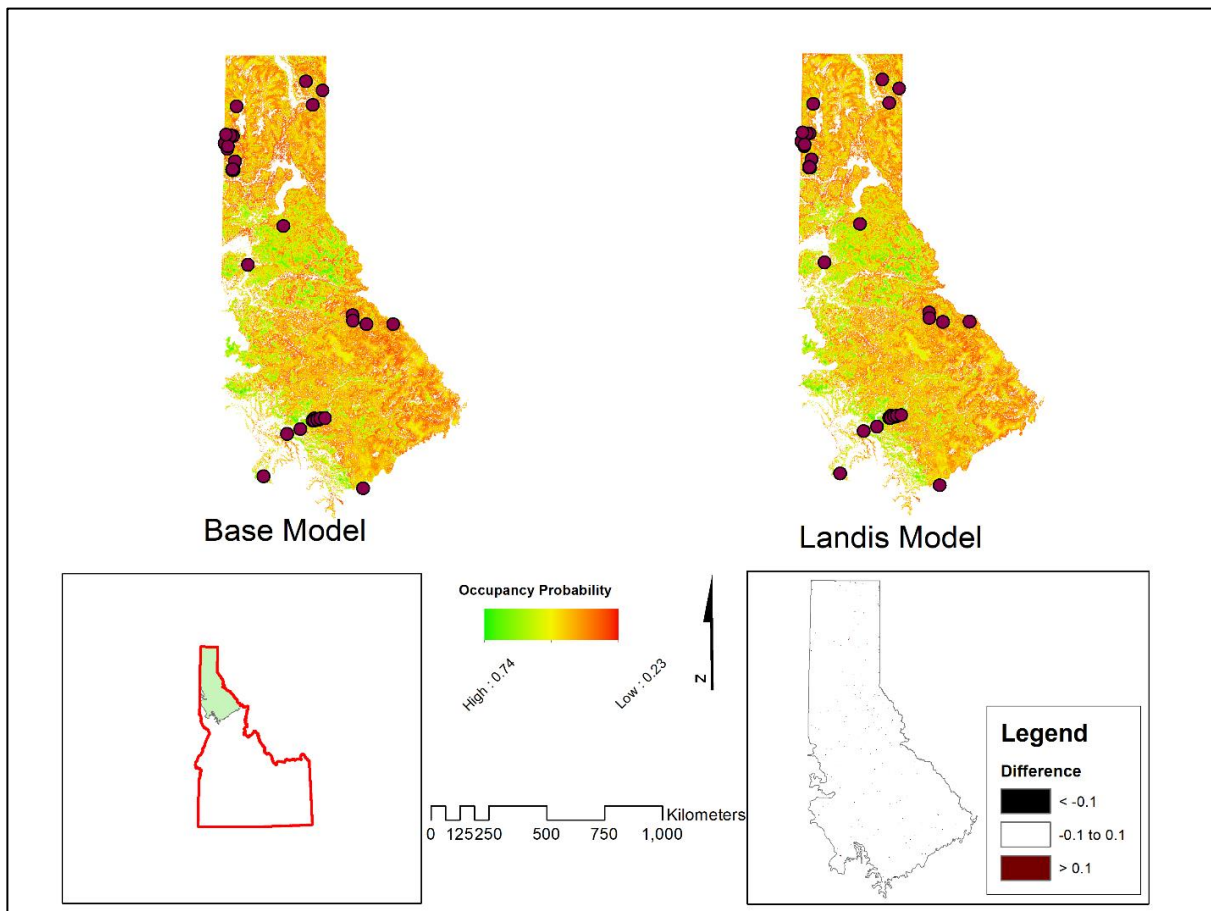 Base Model
Landis Model
Occupancy Probability
High : 0.74
Low : 0.23
N
Legend
Difference
< -0.1
-0.1 to 0.1
> 0.1
Kilometers
0 125 250 500 750 1,000